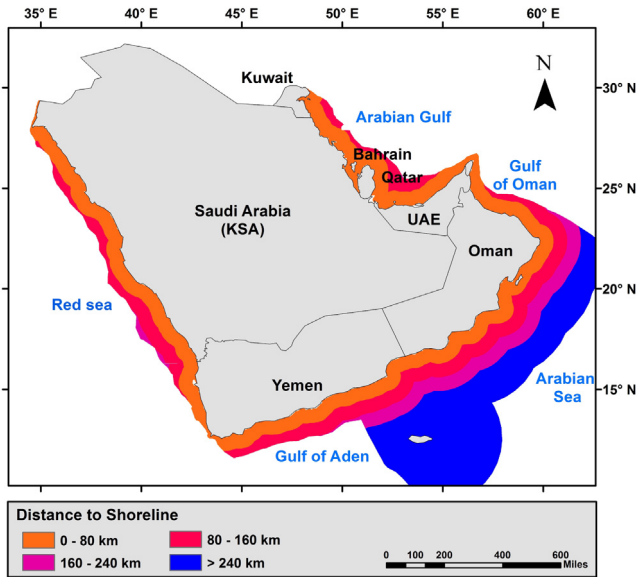 35° E 40° E 45° E 50° E 55° E 60° E
30° N
25° N
20° N
15° N
N
Kuwait
Arabian Gulf
Bahrain
Qatar
Gulf
of Oman
Saudi Arabia
(KSA)
UAE
Oman
Red sea
Yemen
Arabian
Sea
Gulf of Aden
Distance to Shoreline
0 - 80 km
80 - 160 km
160 - 240 km
> 240 km
0 100 200 400 600
Miles